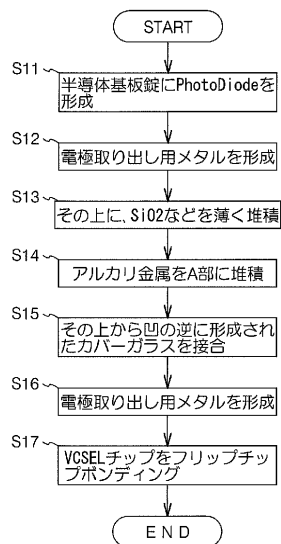 START
S11
半導体基板錠にPhotoDiodeを
形成
S12
電極取り出し用メタルを形成
S13
その上に、SiO2などを薄く堆積
S14
アルカリ金属をA部に堆積
S15
その上から凹の逆に形成され
たカバーガラスを接合
S16
電極取り出し用メタルを形成
S17
VCSELチップをフリップチッ
プボンディング
END